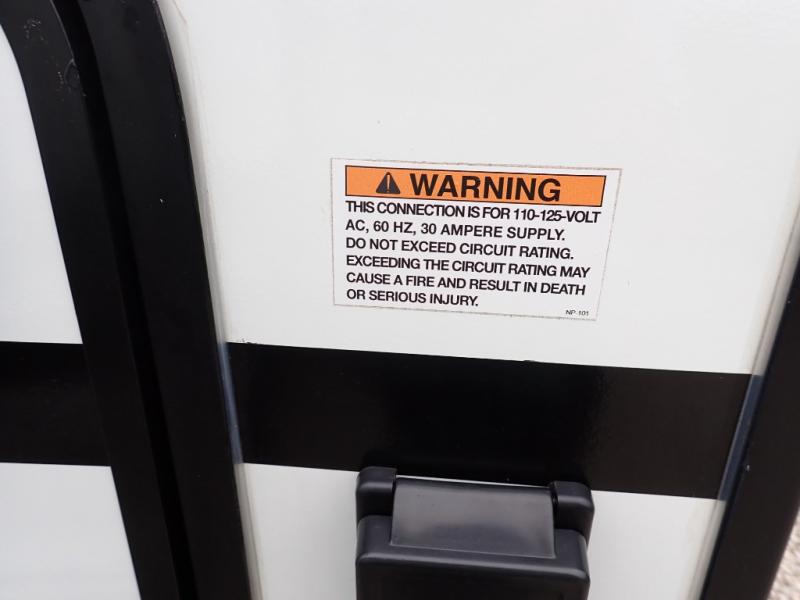 WARNING
THIS CONNECTION IS FOR 110-125-VOLT
AC, 60 HZ, 30 AMPERE SUPPLY.
DO NOT EXCEED CIRCUIT RATING.
EXCEEDING THE CIRCUIT RATING MAY
CAUSE A FIRE AND RESULT IN DEATH
OR SERIOUS INJURY.
NP-101